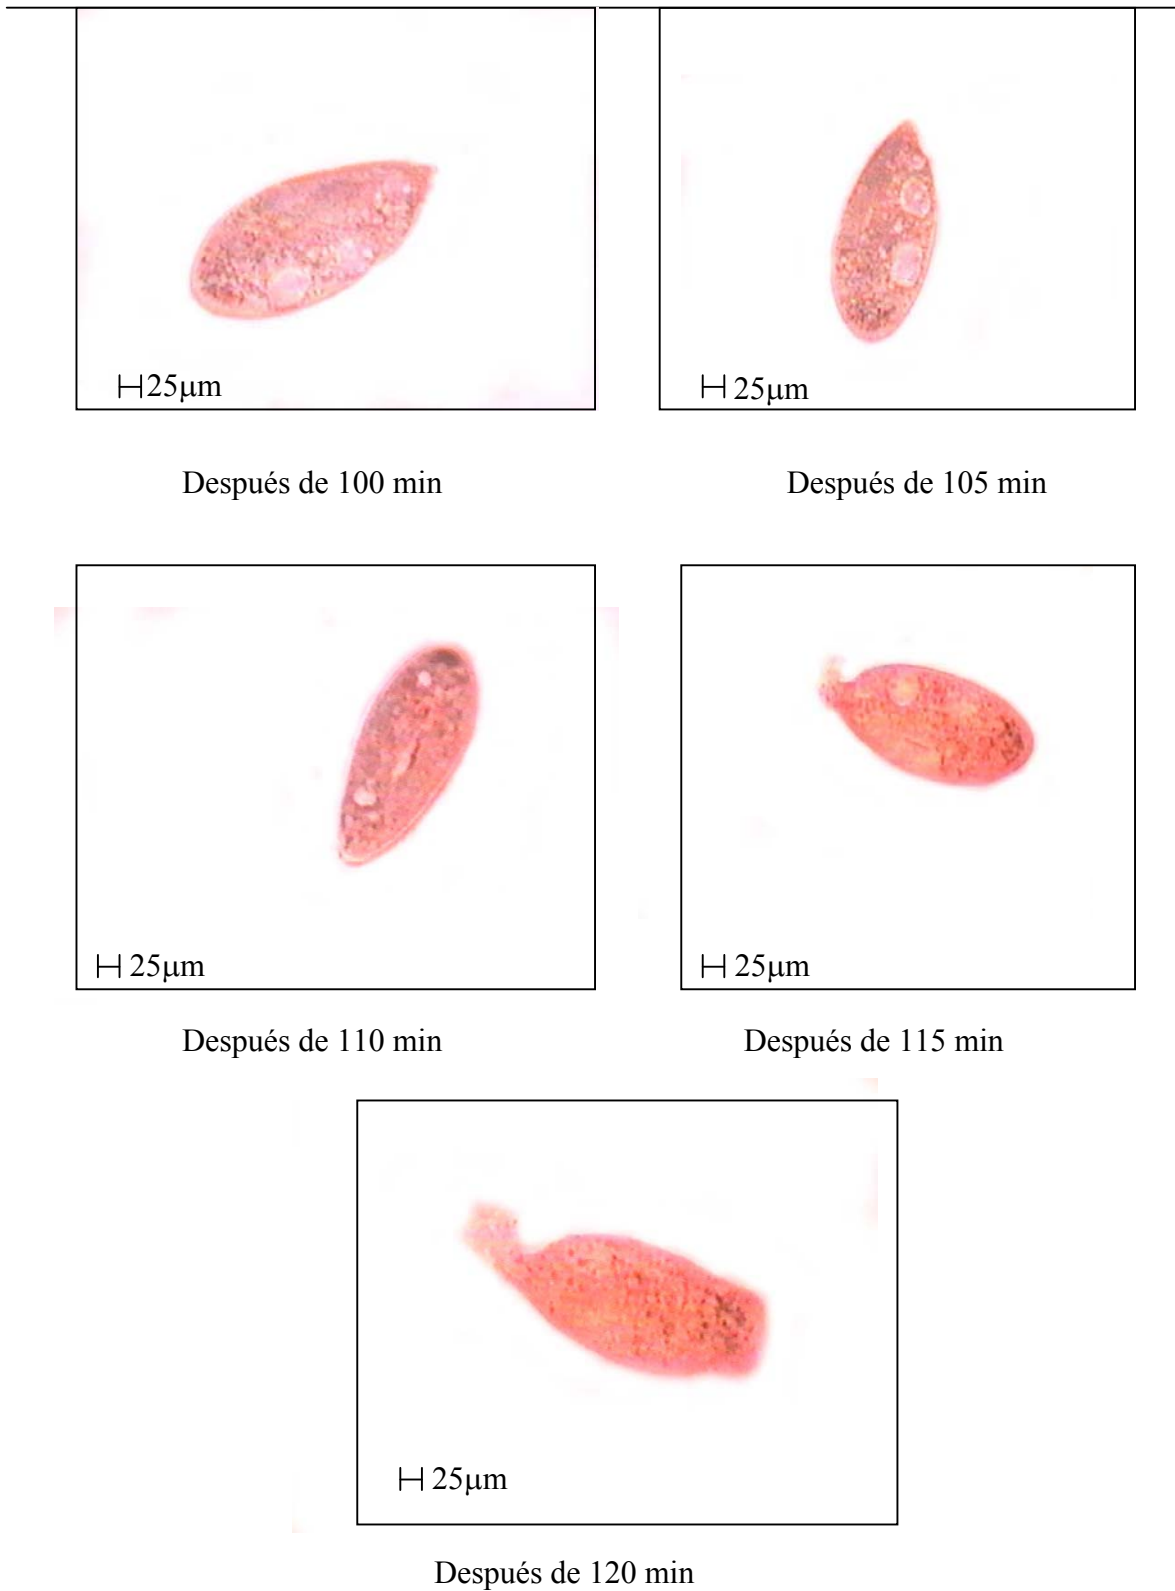 25μm
25μm
Después de 100 min
Después de 105 min
25μm
25μm
Después de 110 min
Después de 115 min
25μm
Después de 120 min